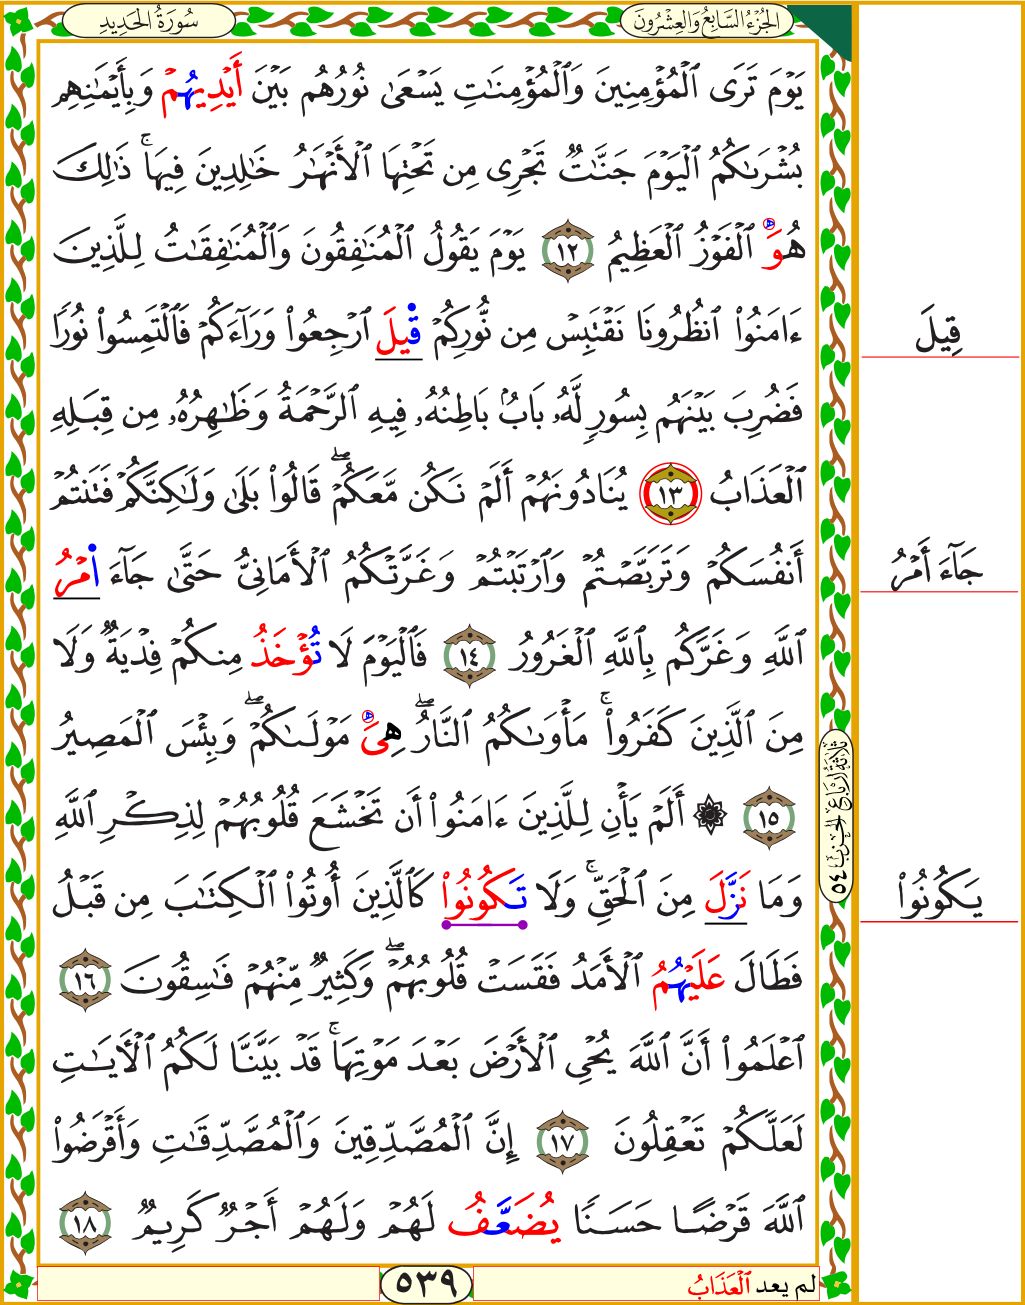 الجُزْءُ السَّابِعُ وَالعِشْرُونَ
سُورَةُ الحَدِيدِ
يَوْمَ تَرَى ٱلْمُؤْمِنِينَ وَٱلْمُؤْمِنَـٰتِ يَسْعَىٰ نُورُهُم بَيْنَ أَيْدِيهُمْ وَبِأَيْمَـٰنِهِم
بُشْرَىٰكُمُ ٱلْيَوْمَ جَنَّـٰتٌ تَجْرِى مِن تَحْتِهَا ٱلْأَنْهَـٰرُ خَـٰلِدِينَ فِيهَا ۚ ذَٰلِكَ
هُوَ ٱلْفَوْزُ ٱلْعَظِيمُ ١٢ يَوْمَ يَقُولُ ٱلْمُنَـٰفِقُونَ وَٱلْمُنَـٰفِقَـٰتُ لِلَّذِينَ
ءَامَنُوا۟ ٱنظُرُونَا نَقْتَبِسْ مِن نُّورِكُمْ قِيلَ ٱرْجِعُوا۟ وَرَآءَكُمْ فَٱلْتَمِسُوا۟ نُورًا
قِيلَ
فَضُرِبَ بَيْنَهُم بِسُورٍ لَّهُۥ بَابٌۢ بَاطِنُهُۥ فِيهِ ٱلرَّحْمَةُ وَظَـٰهِرُهُۥ مِن قِبَلِهِ
ٱلْعَذَابُ ١٣ يُنَادُونَهُمْ أَلَمْ نَكُن مَّعَكُمْ ۖ قَالُوا۟ بَلَىٰ وَلَـٰكِنَّكُمْ فَتَنتُمْ
أَنفُسَكُمْ وَتَرَبَّصْتُمْ وَٱرْتَبْتُمْ وَغَرَّتْكُمُ ٱلْأَمَانِىُّ حَتَّىٰ جَآءَ ٱمْرُ
جَآءَ أَمْرُ
ٱللَّهِ وَغَرَّكُم بِٱللَّهِ ٱلْغَرُورُ ١٤ فَٱلْيَوْمَ لَا تُؤْخَذُ مِنكُمْ فِدْيَةٌ وَلَا
مِنَ ٱلَّذِينَ كَفَرُوا۟ ۚ مَأْوَىٰكُمُ ٱلنَّارُ ۖ هِىَ مَوْلَىٰكُمْ ۖ وَبِئْسَ ٱلْمَصِيرُ
ثلاثة أرباع الحزب ٥٤
١٥ ۞ أَلَمْ يَأْنِ لِلَّذِينَ ءَامَنُوٓا۟ أَن تَخْشَعَ قُلُوبُهُمْ لِذِكْرِ ٱللَّهِ
وَمَا نَزَّلَ مِنَ ٱلْحَقِّ ۚ وَلَا تَكُونُوا۟ كَٱلَّذِينَ أُوتُوا۟ ٱلْكِتَـٰبَ مِن قَبْلُ
يَكُونُوا۟
فَطَالَ عَلَيْهُمُ ٱلْأَمَدُ فَقَسَتْ قُلُوبُهُمْ ۖ وَكَثِيرٌ مِّنْهُمْ فَـٰسِقُونَ ١٦
ٱعْلَمُوٓا۟ أَنَّ ٱللَّهَ يُحْىِ ٱلْأَرْضَ بَعْدَ مَوْتِهَا ۚ قَدْ بَيَّنَّا لَكُمُ ٱلْـَٔايَـٰتِ
لَعَلَّكُمْ تَعْقِلُونَ ١٧ إِنَّ ٱلْمُصَّدِّقِينَ وَٱلْمُصَّدِّقَـٰتِ وَأَقْرَضُوا۟
ٱللَّهَ قَرْضًا حَسَنًا يُضَعَّفُ لَهُمْ وَلَهُمْ أَجْرٌ كَرِيمٌ ١٨
لم يعد ٱلْعَذَابُ
٥٣٩